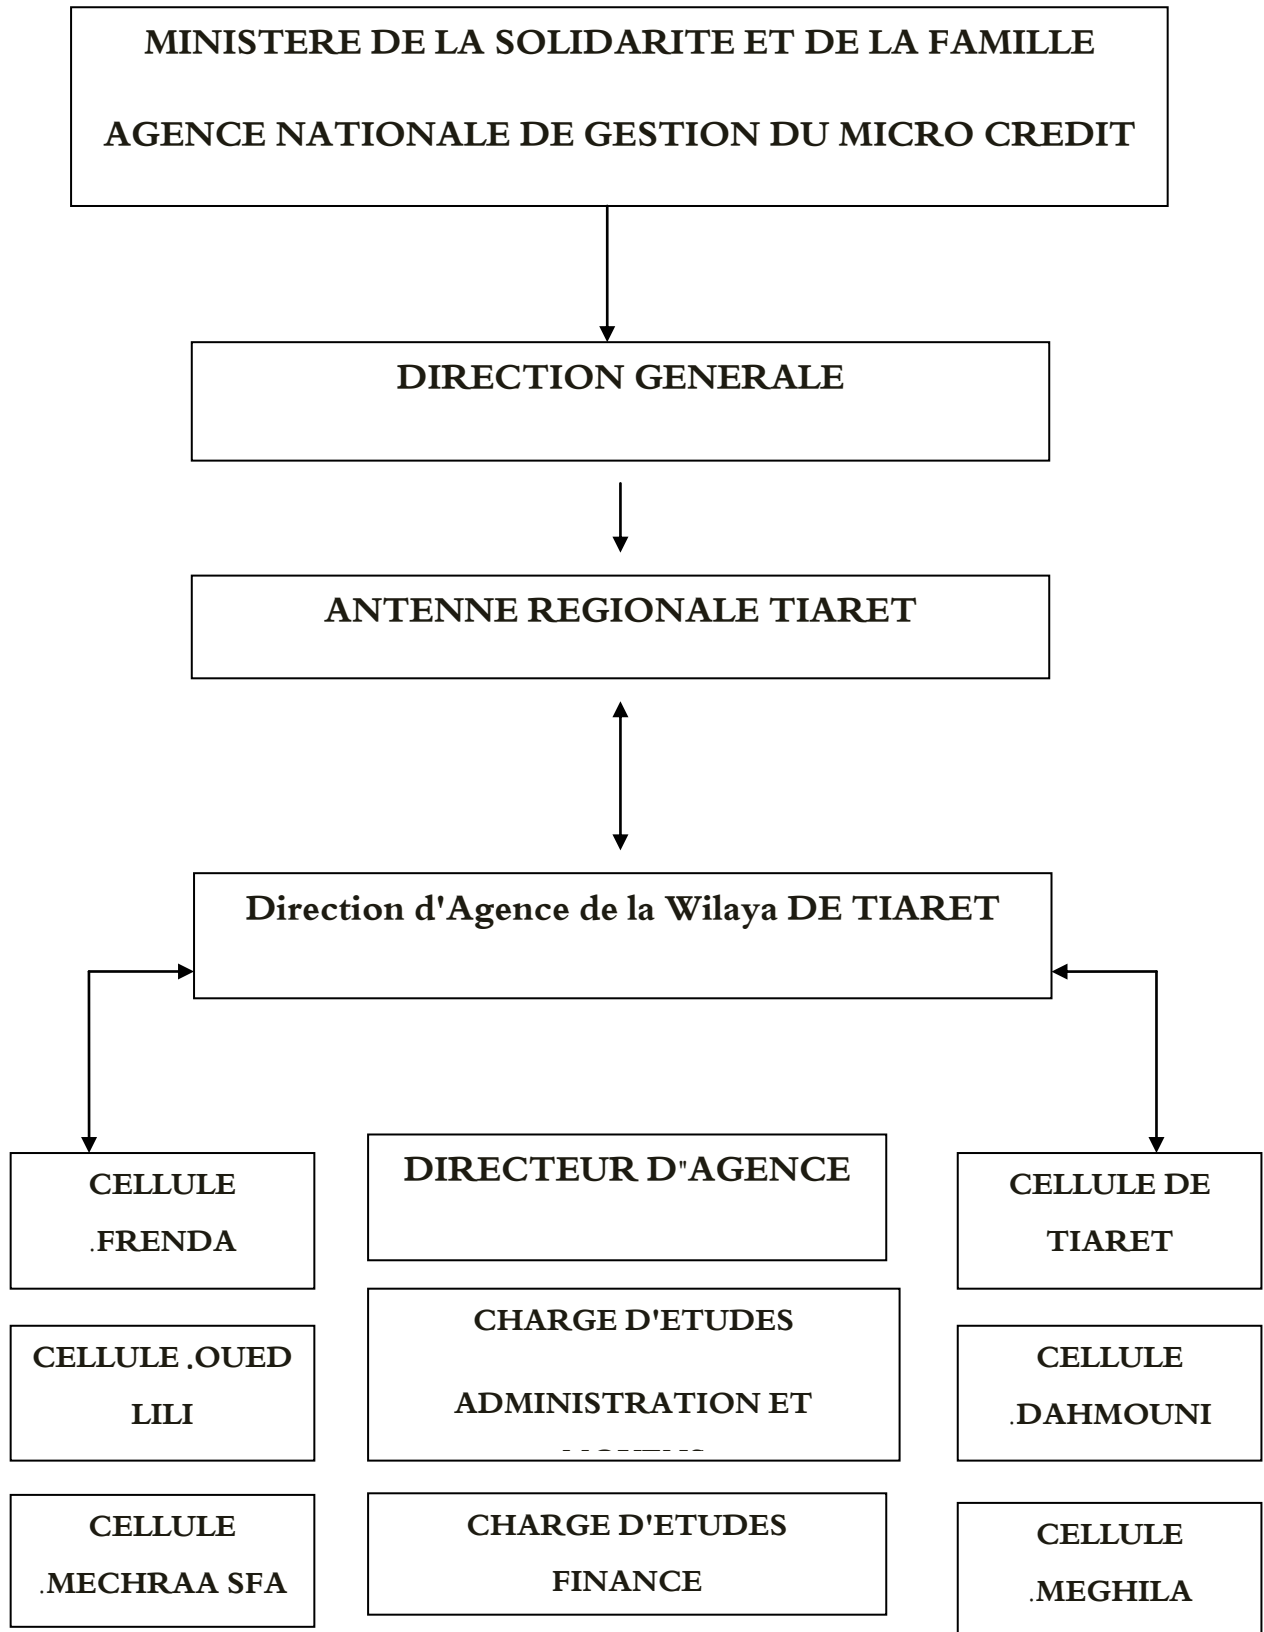 MINISTERE DE LA SOLIDARITE ET DE LA FAMILLE
AGENCE NATIONALE DE GESTION DU MICRO CREDIT
DIRECTION GENERALE
ANTENNE REGIONALE TIARET
Direction d'Agence de la Wilaya DE TIARET
CELLULE
.FRENDA
DIRECTEUR D"AGENCE
CELLULE DE
TIARET
CELLULE .OUED
LILI
CHARGE D'ETUDES
ADMINISTRATION ET
CELLULE
.DAHMOUNI
CELLULE
.MECHRAA SFA
CHARGE D'ETUDES
FINANCE
CELLULE
.MEGHILA